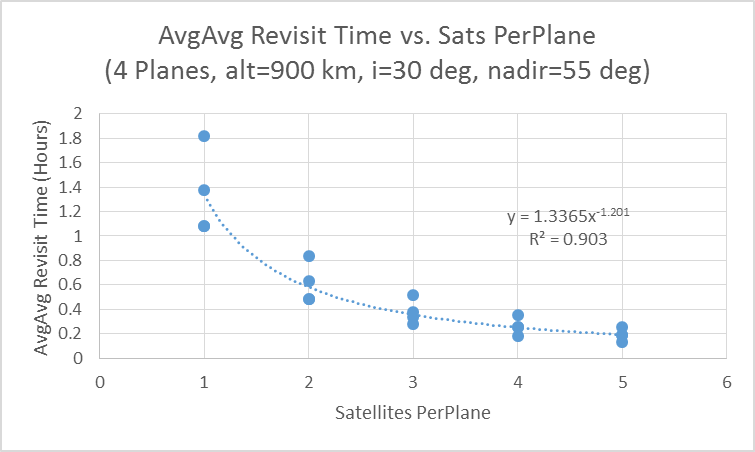 AvgAvg Revisit Time vs. Sats PerPlane
(4 Planes, alt=900 km, i=30 deg, nadir=55 deg)
AvgAvg Revisit Time (Hours)
2
1.8
1.6
1.4
1.2
1
0.8
0.6
0.4
0.2
0
y = 1.3365x^-1.201
R² = 0.903
0 1 2 3 4 5 6
Satellites PerPlane